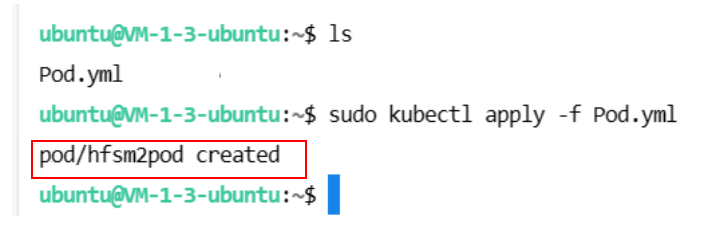 ubuntu@VM-1-3-ubuntu:~$ ls
Pod.yml
ubuntu@VM-1-3-ubuntu:~$ sudo kubectl apply -f Pod.yml
pod/hfsm2pod created
ubuntu@VM-1-3-ubuntu:~$